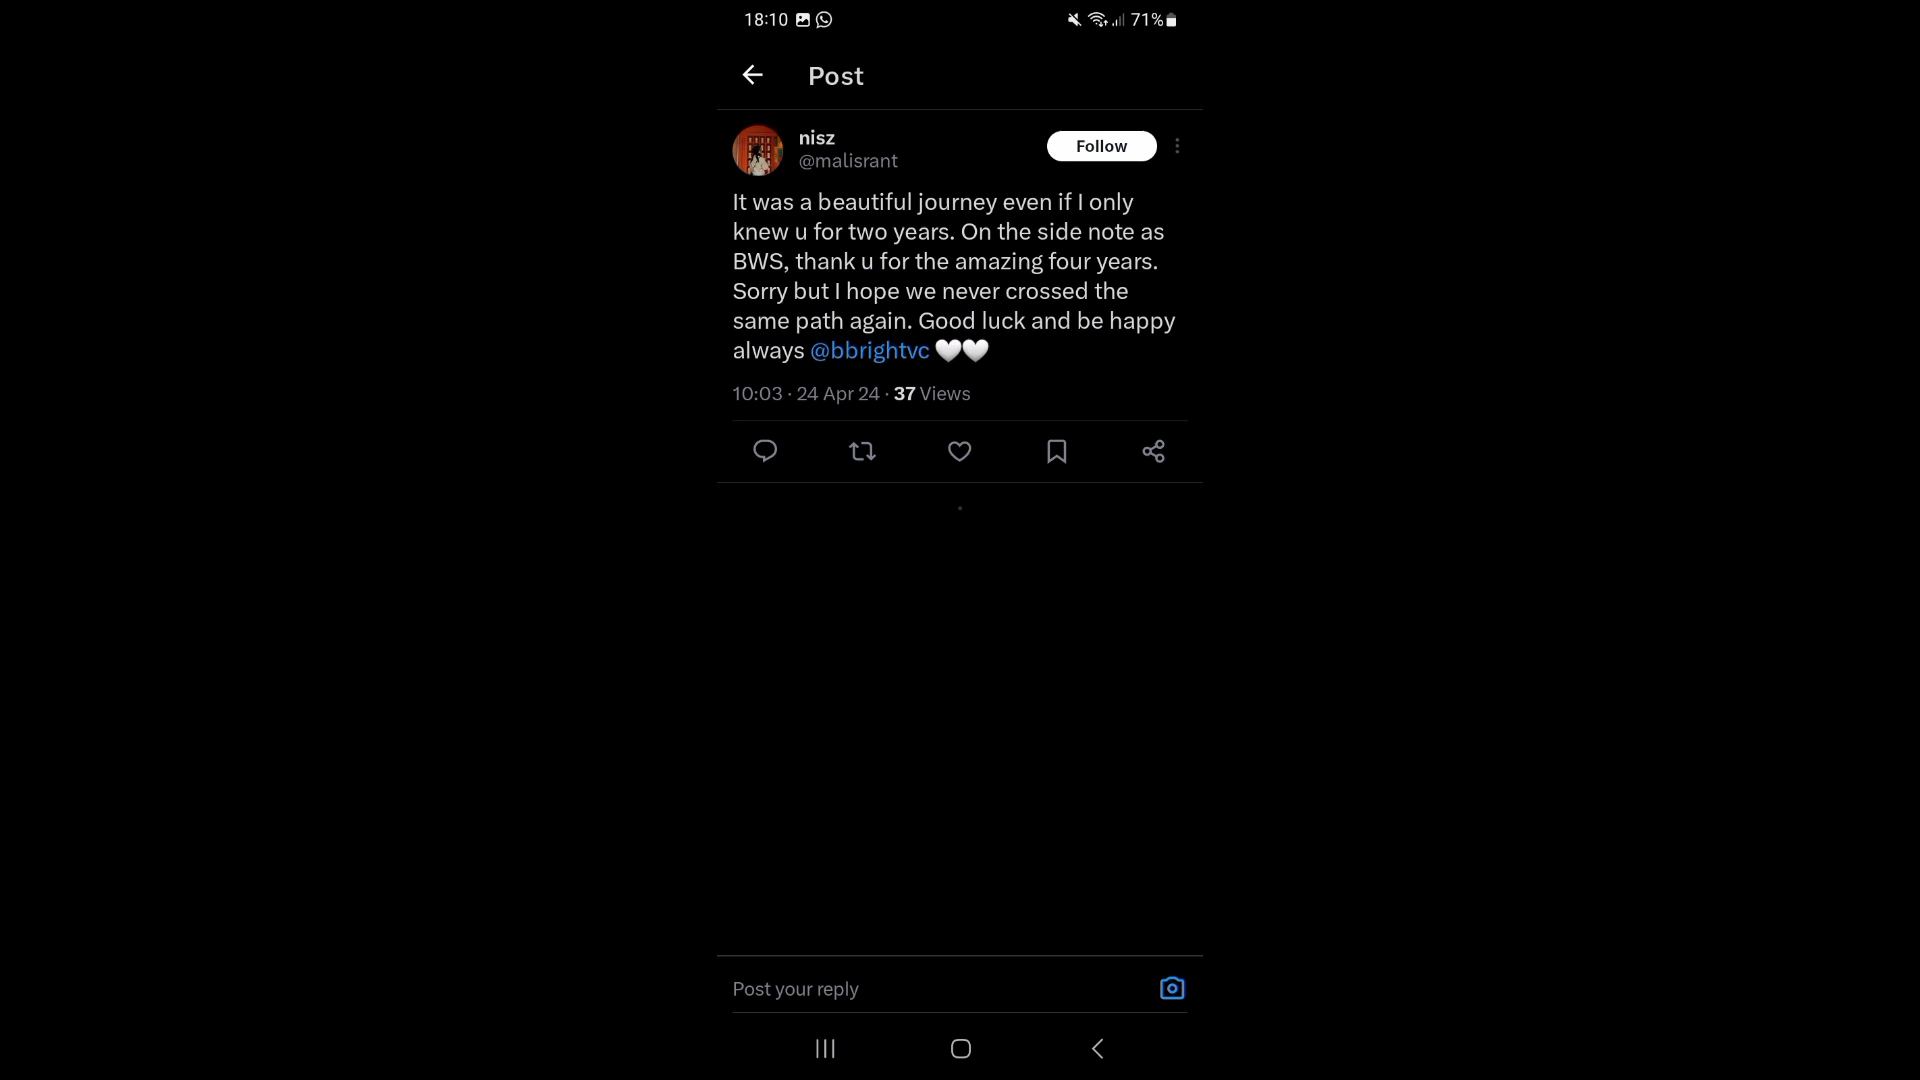 18:10 71%
Post
nisz
Follow
@malisrant
It was a beautiful journey even if I only
knew u for two years. On the side note as
BWS, thank u for the amazing four years.
Sorry but I hope we never crossed the
same path again. Good luck and be happy
always @bbrightvc 🤍🤍
10:03 · 24 Apr 24 · 37 Views
Post your reply